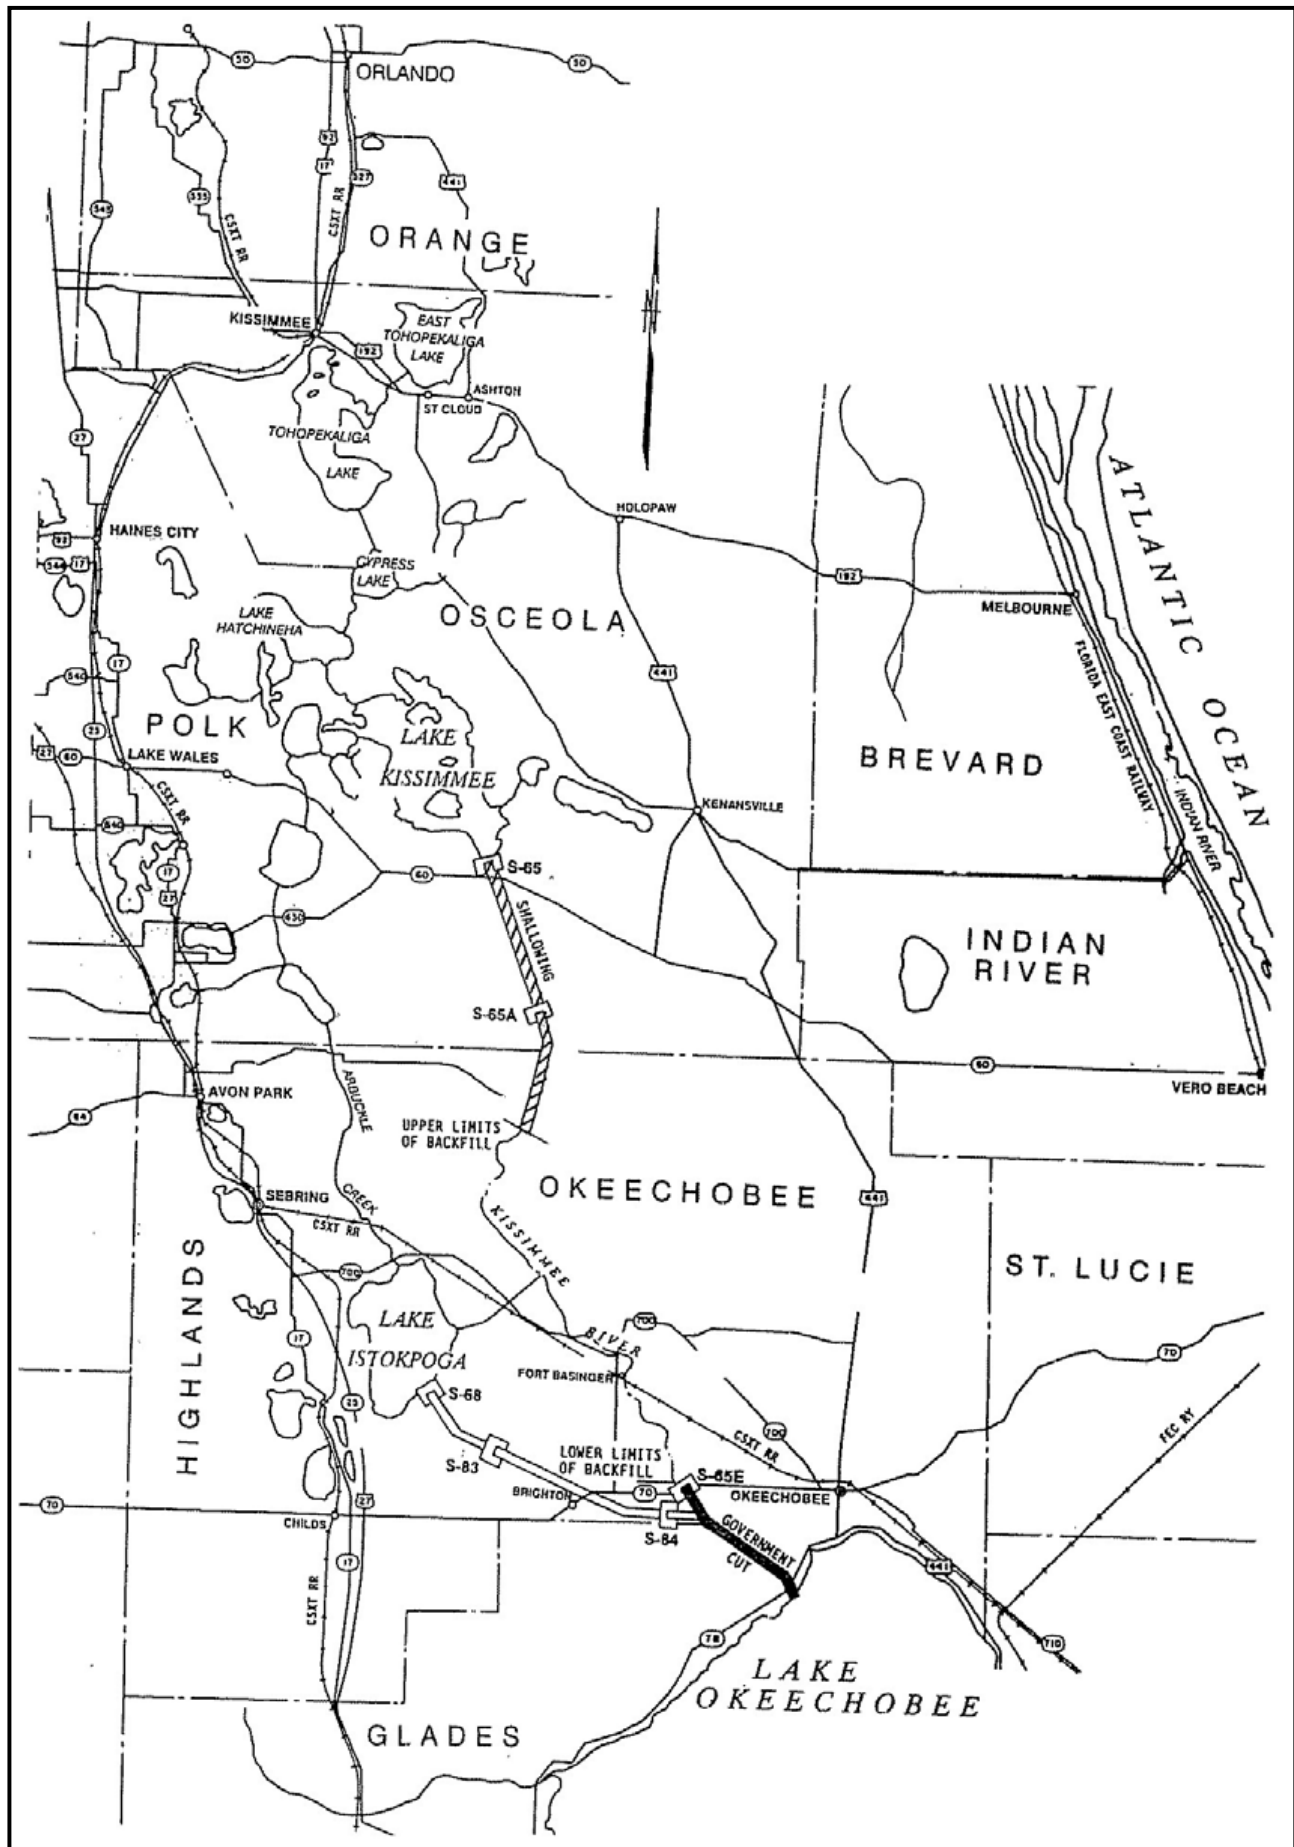 50
50
ORLANDO
92
17
527
CSXT RR
441
535
545
CSXT RR
ORANGE
KISSIMMEE
EAST
TOHOPEKALIGA
LAKE
192
ASHTON
ST CLOUD
27
TOHOPEKALIGA
LAKE
ATLANTIC OCEAN
HOLOPAW
HAINES CITY
92
544
17
CYPRESS
LAKE
192
LAKE
HATCHINEHA
OSCEOLA
MELBOURNE
17
540
441
FLORIDA EAST COAST RAILWAY
POLK
25
LAKE
KISSIMMEE
27
60
LAKE WALES
BREVARD
CSXT RR
KENANSVILLE
INDIAN RIVER
540
S-65
17
27
60
630
SHALLOWING
INDIAN
RIVER
S-65A
60
VERO BEACH
AVON PARK
64
ARBUCKLE
CREEK
UPPER LIMITS
OF BACKFILL
OKEECHOBEE
441
SEBRING
CSXT RR
KISSIMMEE
RIVER
HIGHLANDS
700
ST. LUCIE
17
LAKE
ISTOKPOGA
700
70
FORT BASINGER
S-68
25
700
CSXT RR
FEC RY
S-83
LOWER LIMITS
OF BACKFILL
S-65E
BRIGHTON
70
OKEECHOBEE
70
27
CHILDS
S-84
GOVERNMENT
CUT
17
441
CSXT RR
78
710
LAKE
OKEECHOBEE
GLADES